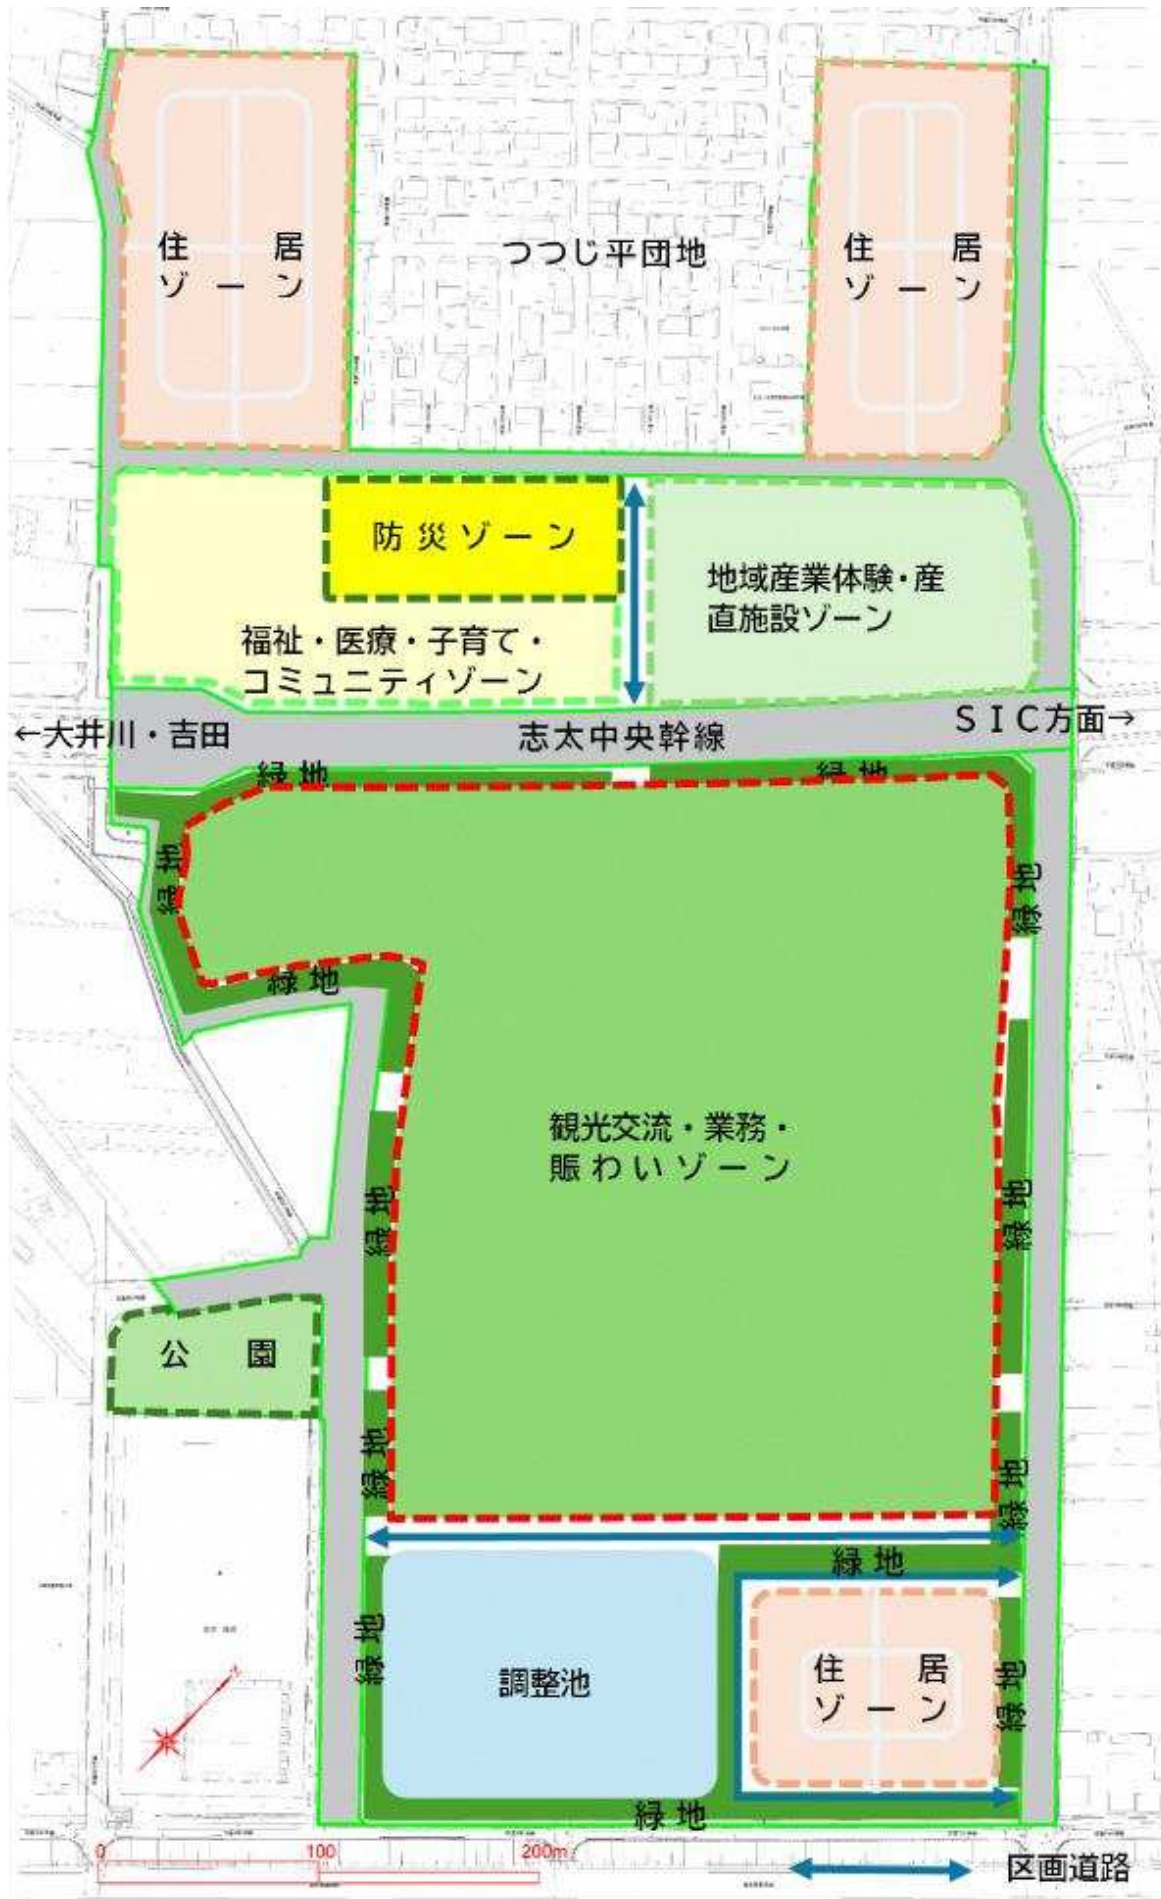 住 居
ゾ ー ン
つつじ平団地
住 居
ゾ ー ン
防 災 ゾ ー ン
地域産業体験・産
直施設ゾーン
福祉・医療・子育て・
コミュニティゾーン
←大井川・吉田
志太中央幹線
ＳＩＣ方面→
緑 地
緑 地
緑 地
緑 地
緑 地
観光交流・業務・
賑 わ い ゾ ー ン
緑 地
緑 地
公 園
緑 地
緑 地
緑 地
緑 地
調整池
住 居
ゾ ー ン
緑 地
緑 地
0 100 200m
区画道路